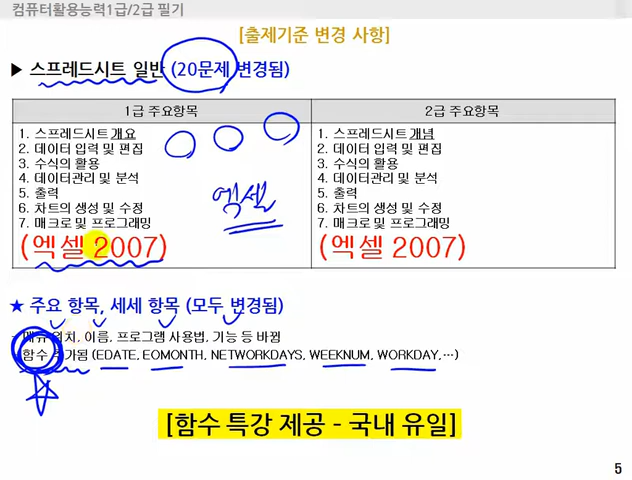 컴퓨터활용능력1급/2급 필기
[출제기준 변경 사항]
▶ 스프레드시트 일반 (20문제 변경됨)
1급 주요항목
1. 스프레드시트 개요
2. 데이터 입력 및 편집
3. 수식의 활용
4. 데이터관리 및 분석
5. 출력
6. 차트의 생성 및 수정
7. 매크로 및 프로그래밍
(엑셀 2007)
엑셀
2급 주요항목
1. 스프레드시트 개념
2. 데이터 입력 및 편집
3. 수식의 활용
4. 데이터관리 및 분석
5. 출력
6. 차트의 생성 및 수정
7. 매크로 및 프로그래밍
(엑셀 2007)
★ 주요 항목, 세세 항목 (모두 변경됨)
- 메뉴 위치, 이름, 프로그램 사용법, 기능 등 바뀜
함수 추가됨 (EDATE, EOMONTH, NETWORKDAYS, WEEKNUM, WORKDAY,…)
[함수 특강 제공 - 국내 유일]
5